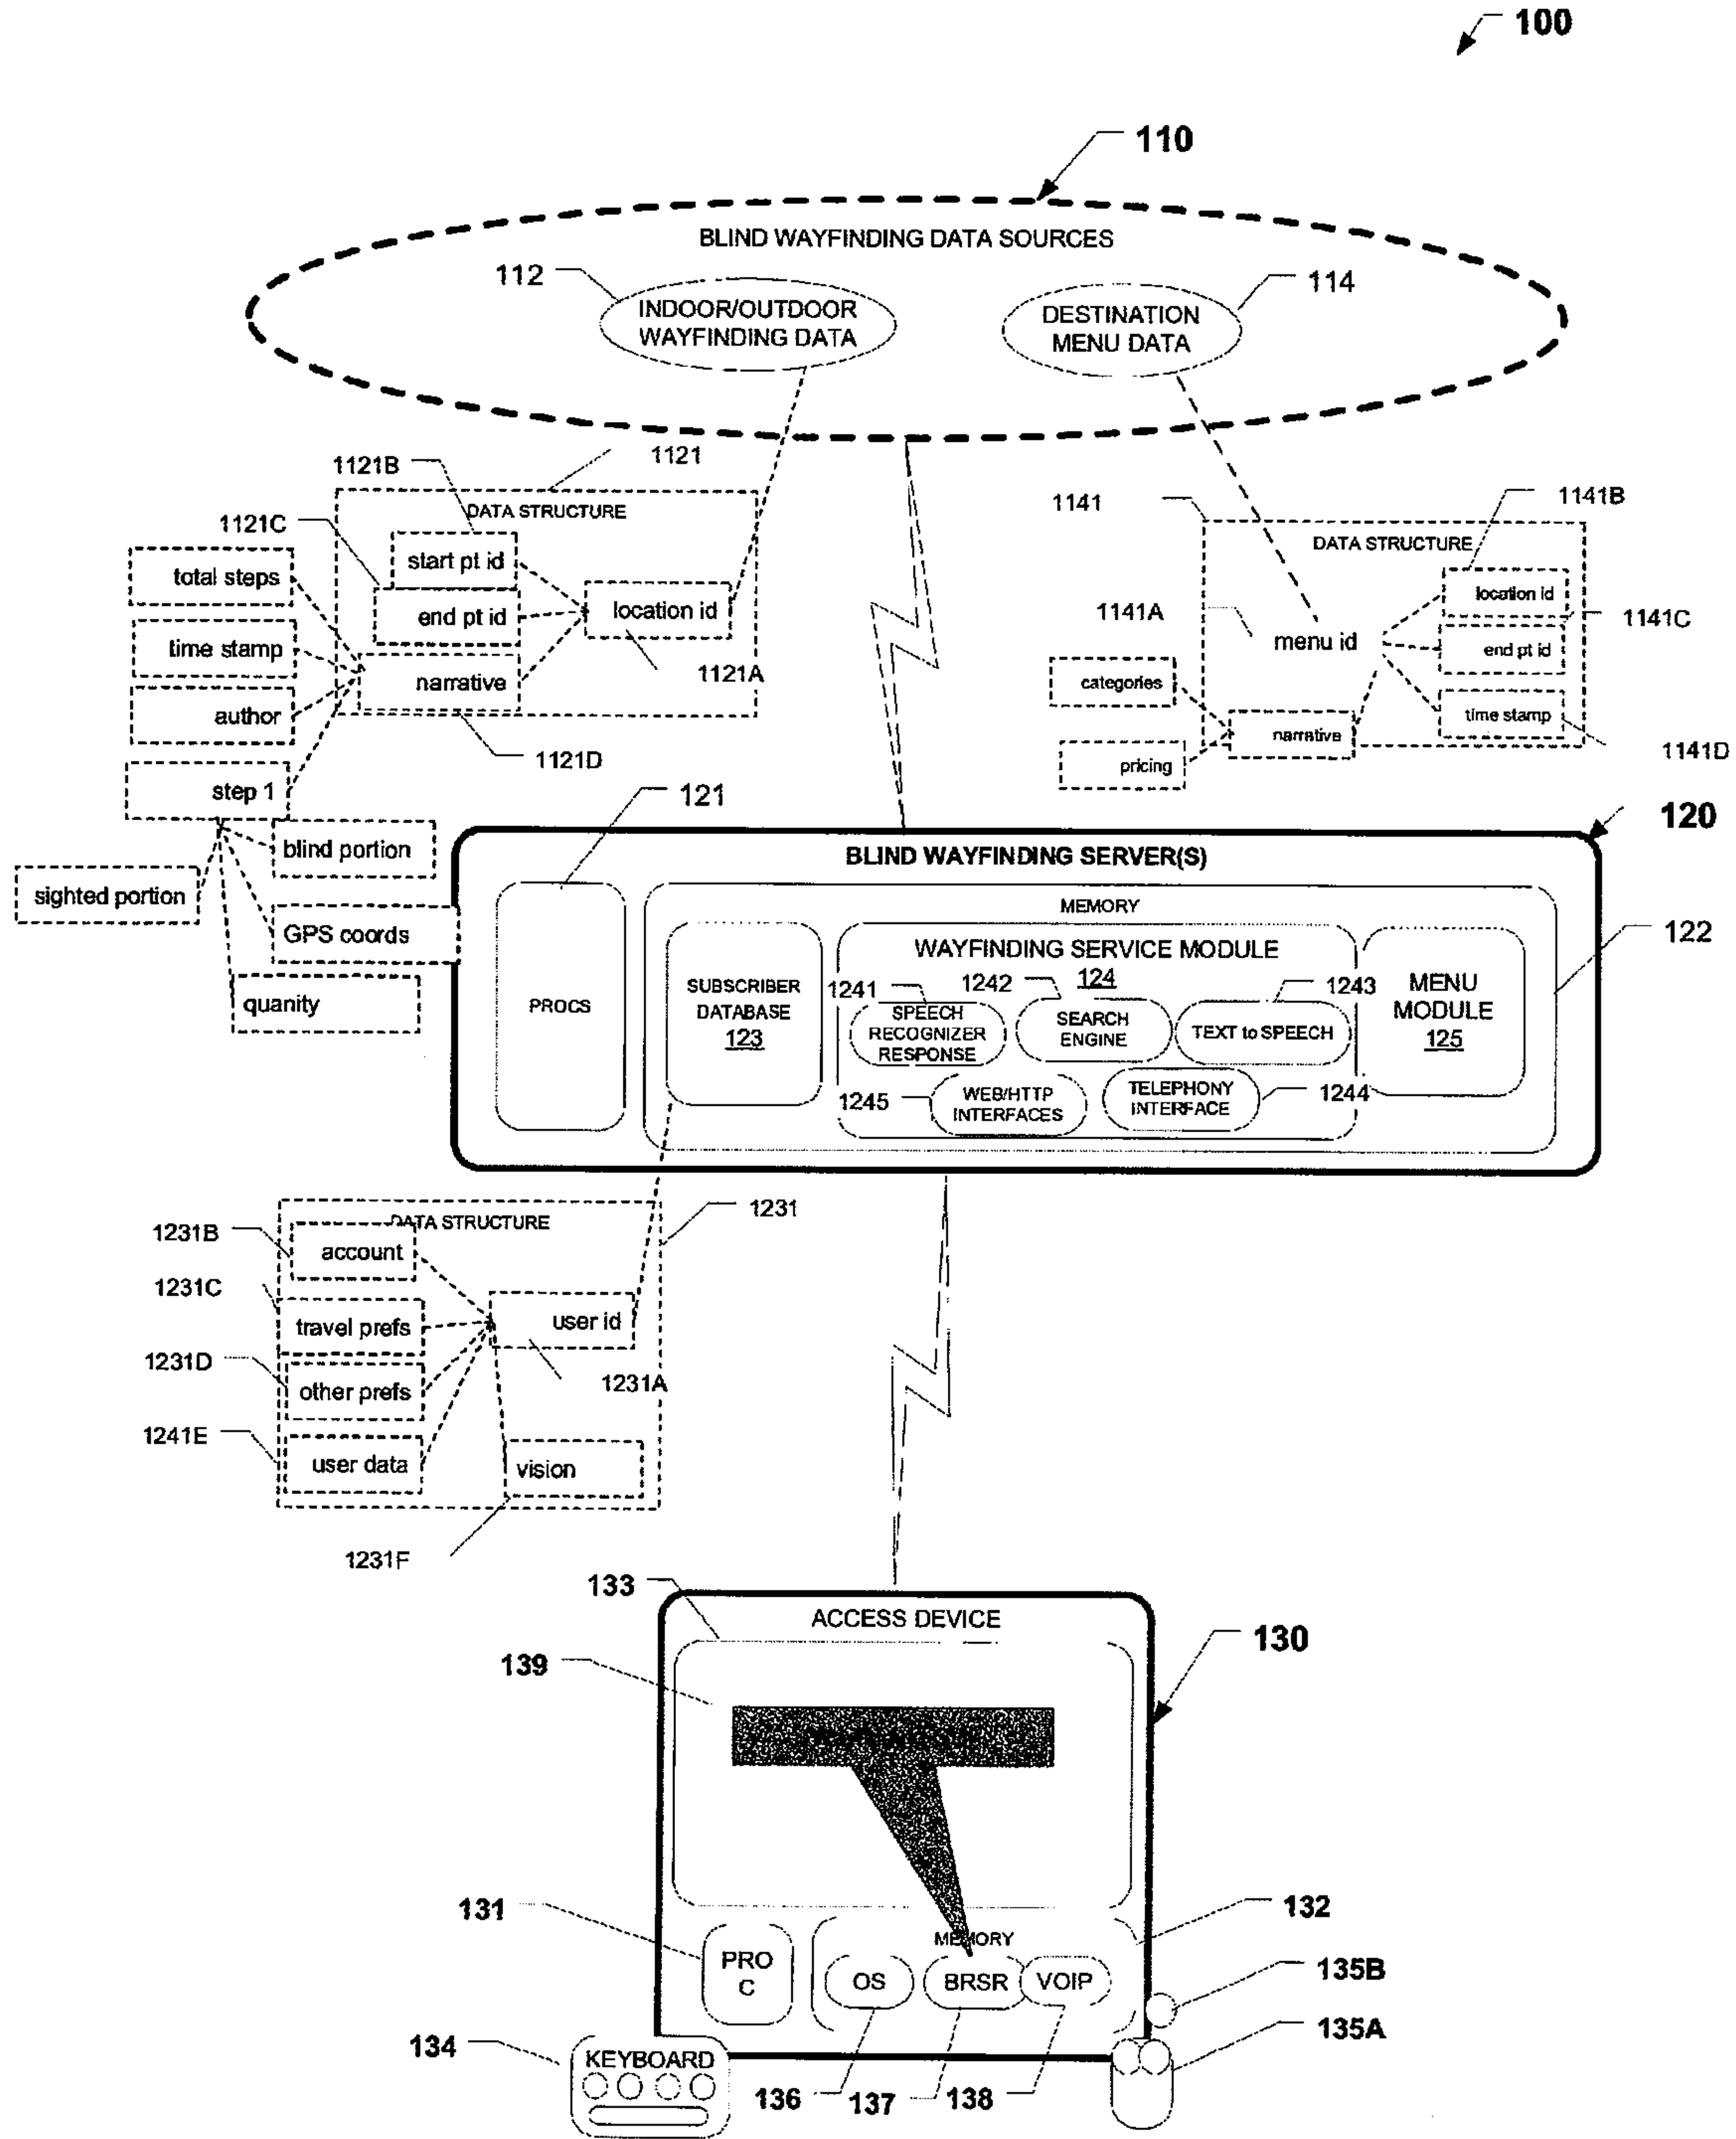 100
110
BLIND WAYFINDING DATA SOURCES
112
114
INDOOR/OUTDOOR
WAYFINDING DATA
DESTINATION
MENU DATA
1121B
1121
1121C
DATA STRUCTURE
start pt id
total steps
end pt id
location id
time stamp
narrative
1121A
author
1121D
step 1
blind portion
sighted portion
GPS coords
quanity
1141
1141B
DATA STRUCTURE
location id
1141A
1141C
menu id
end pt id
categories
time stamp
narrative
1141D
pricing
121
120
BLIND WAYFINDING SERVER(S)
MEMORY
122
PROCS
SUBSCRIBER
DATABASE
123
WAYFINDING SERVICE MODULE
124
1241
1242
1243
SPEECH
RECOGNIZER
RESPONSE
SEARCH
ENGINE
TEXT to SPEECH
MENU
MODULE
125
1245
WEB/HTTP
INTERFACES
TELEPHONY
INTERFACE
1244
1231
1231B
DATA STRUCTURE
account
1231C
travel prefs
user id
1231D
other prefs
1231A
1241E
user data
vision
1231F
133
ACCESS DEVICE
130
139
131
132
MEMORY
PRO
C
OS
BRSR
VOIP
135B
135A
134
KEYBOARD
136
137
138